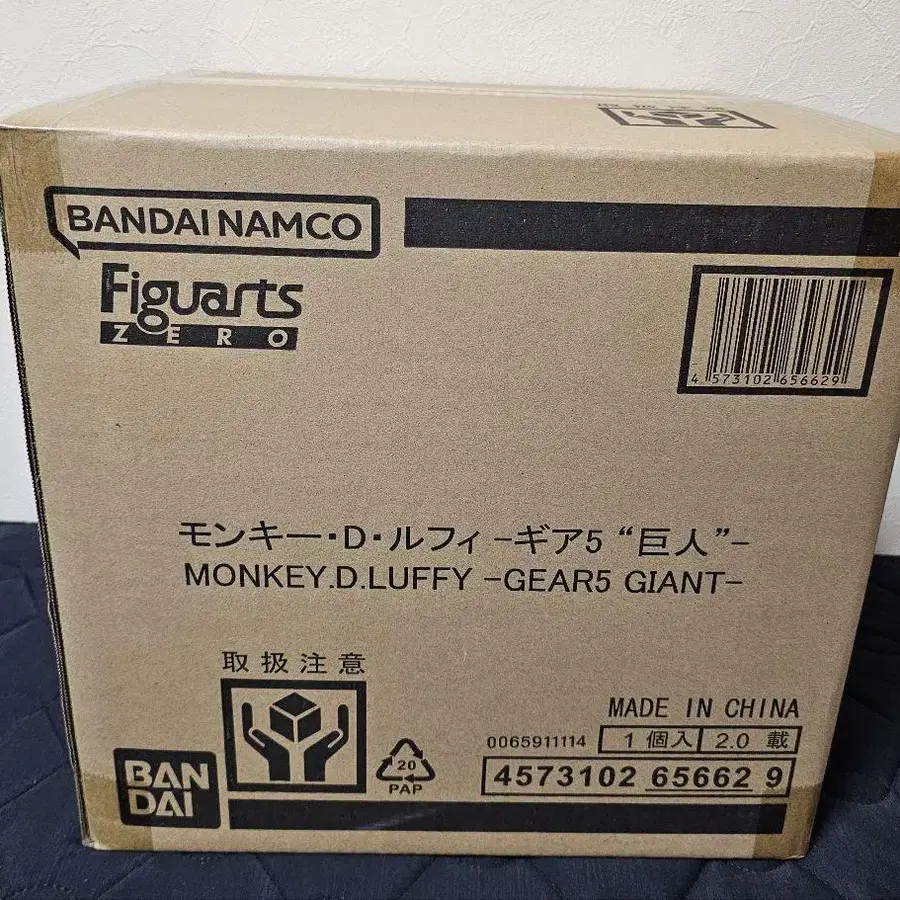 BANDAI NAMCO
Figuarts
ZERO
4 573102 656629
モンキー・D・ルフィ -ギア5 “巨人”-
MONKEY.D.LUFFY -GEAR5 GIANT-
取扱注意
MADE IN CHINA
0065911114 1個入 2.0 載
20
PAP
4573102 65662 9
BAN
DAI